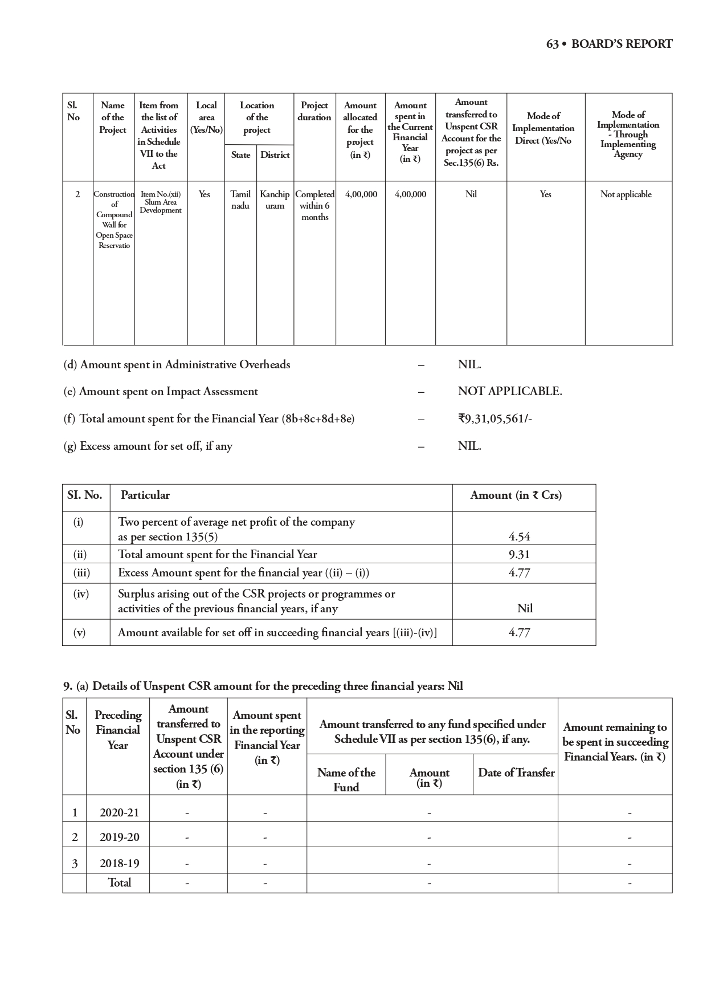 63 • BOARD’S REPORT
Sl.
No
Name
of the
Project
Item from
the list of
Activities
in Schedule
VII to the
Act
Local
area
(Yes/No)
Location
of the
project
State
District
Project
duration
Amount
allocated
for the
project
(in ₹)
Amount
spent in
the Current
Financial
Year
(in ₹)
Amount
transferred to
Unspent CSR
Account for the
project as per
Sec.135(6) Rs.
Mode of
Implementation
Direct (Yes/No
Mode of
Implementation
- Through
Implementing
Agency
2
Construction
of
Compound
Wall for
Open Space
Reservatio
Item No.(xii)
Slum Area
Development
Yes
Tamil
nadu
Kanchip
uram
Completed
within 6
months
4,00,000
4,00,000
Nil
Yes
Not applicable
(d) Amount spent in Administrative Overheads – NIL.
(e) Amount spent on Impact Assessment – NOT APPLICABLE.
(f) Total amount spent for the Financial Year (8b+8c+8d+8e) – ₹9,31,05,561/-
(g) Excess amount for set off, if any – NIL.
SI. No. Particular Amount (in ₹ Crs)
(i) Two percent of average net profit of the company
as per section 135(5) 4.54
(ii) Total amount spent for the Financial Year 9.31
(iii) Excess Amount spent for the financial year ((ii) – (i)) 4.77
(iv) Surplus arising out of the CSR projects or programmes or
activities of the previous financial years, if any Nil
(v) Amount available for set off in succeeding financial years [(iii)-(iv)] 4.77
9. (a) Details of Unspent CSR amount for the preceding three financial years: Nil
Sl.
No
Preceding
Financial
Year
Amount
transferred to
Unspent CSR
Account under
section 135 (6)
(in ₹)
Amount spent
in the reporting
Financial Year
(in ₹)
Amount transferred to any fund specified under
Schedule VII as per section 135(6), if any.
Name of the
Fund
Amount
(in ₹)
Date of Transfer
Amount remaining to
be spent in succeeding
Financial Years. (in ₹)
1 2020-21 - - - -
2 2019-20 - - - -
3 2018-19 - - - -
Total - - - -